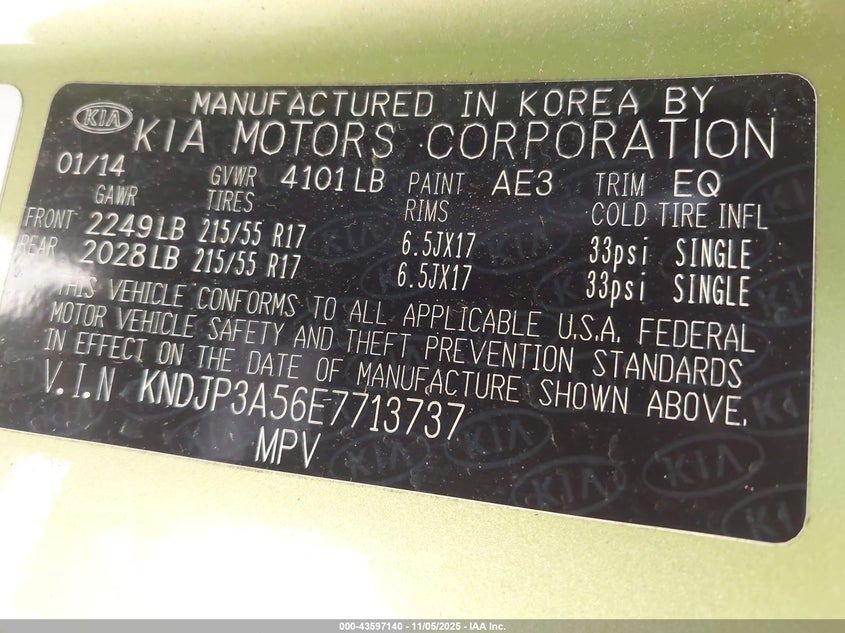 KIA
MANUFACTURED IN KOREA BY
KIA MOTORS CORPORATION
01/14 GVWR 4101 LB PAINT AE3 TRIM EQ
GAWR TIRES RIMS COLD TIRE INFL
FRONT 2249 LB 215/55 R17 6.5JX17 33psi SINGLE
REAR 2028 LB 215/55 R17 6.5JX17 33psi SINGLE
THIS VEHICLE CONFORMS TO ALL APPLICABLE U.S.A. FEDERAL
MOTOR VEHICLE SAFETY AND THEFT PREVENTION STANDARDS
IN EFFECT ON THE DATE OF MANUFACTURE SHOWN ABOVE.
V.I.N KNDJP3A56E7713737
MPV
000-43597140 - 11/05/2025 - IAA Inc.